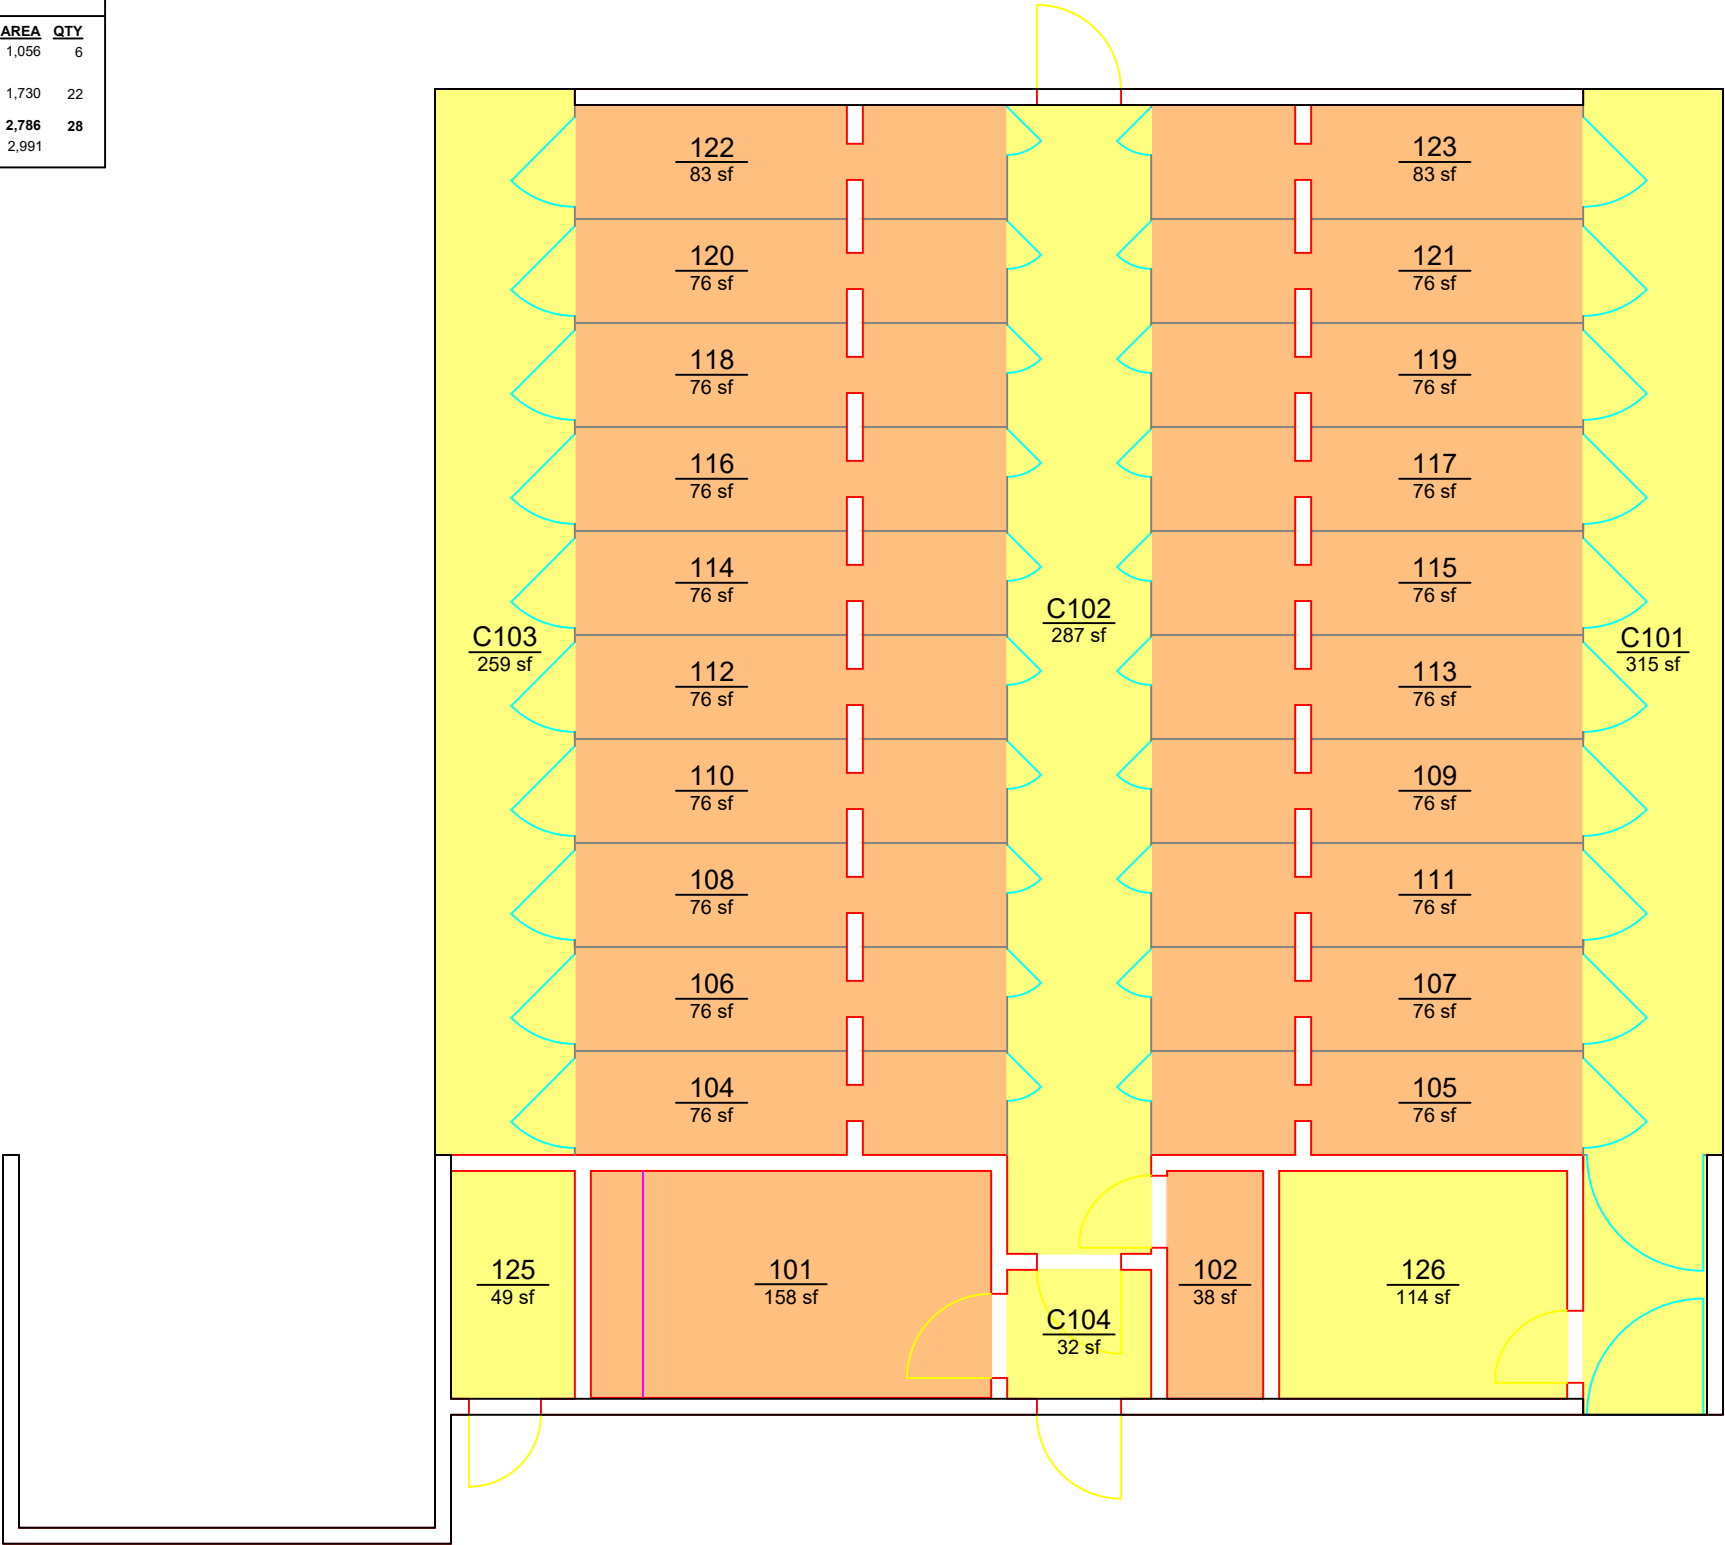 AREA QTY
1,056 6
1,730 22
2,786 28
2,991
122
83 sf
123
83 sf
120
76 sf
121
76 sf
118
76 sf
119
76 sf
116
76 sf
117
76 sf
114
76 sf
115
76 sf
C102
287 sf
C103
259 sf
C101
315 sf
112
76 sf
113
76 sf
110
76 sf
109
76 sf
108
76 sf
111
76 sf
106
76 sf
107
76 sf
104
76 sf
105
76 sf
125
49 sf
101
158 sf
C104
32 sf
102
38 sf
126
114 sf